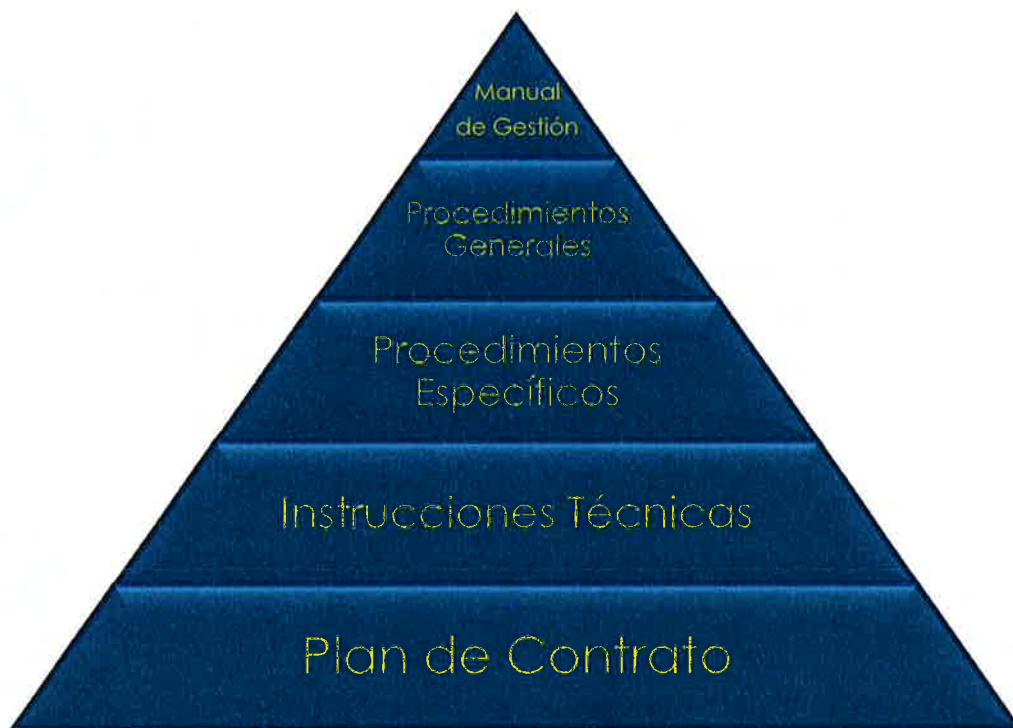 Manual
de Gestión
Procedimientos
Generales
Procedimientos
Específicos
Instrucciones Técnicas
Plan de Contrato